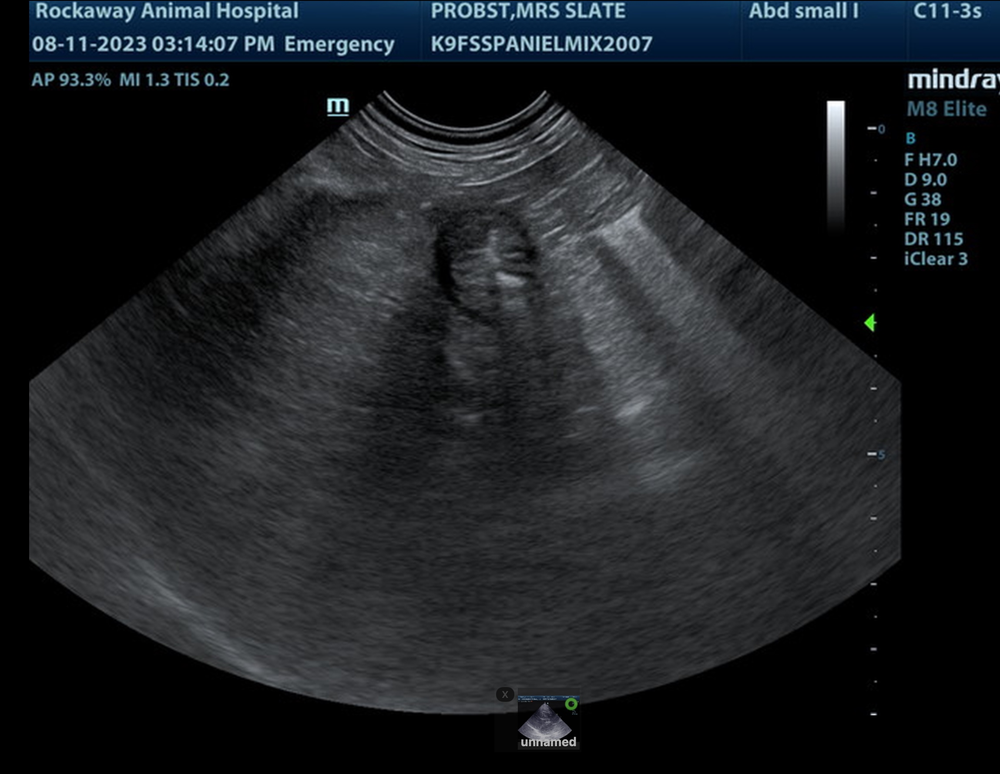 Rockaway Animal Hospital PROBST,MRS SLATE Abd small I C11-3s
08-11-2023 03:14:07 PM Emergency K9FSSPANIELMIX2007
AP 93.3% MI 1.3 TIS 0.2
mindray
M8 Elite
m
0
B
F H7.0
D 9.0
G 38
FR 19
DR 115
iClear 3
5
X
unnamed